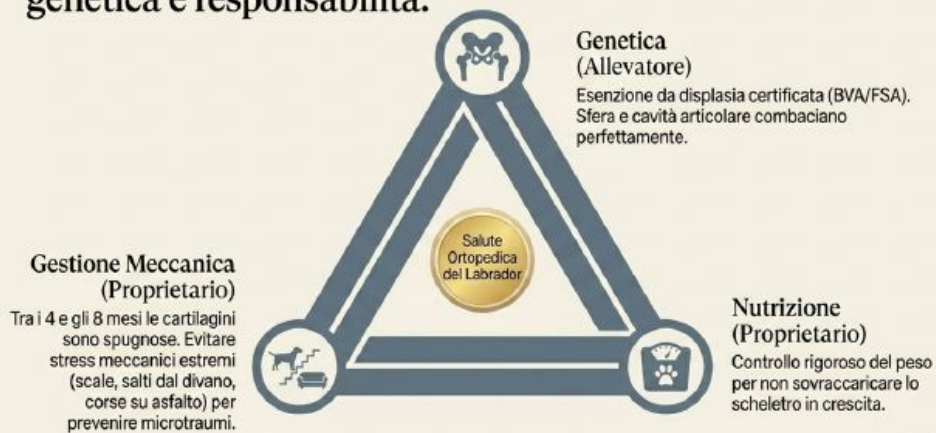 genetica e responsabilità.
Genetica
(Allevatore)
Esenzione da displasia certificata (BVA/FSA).
Sfera e cavità articolare combaciano
perfettamente.
Salute
Ortopedica
del Labrador
Gestione Meccanica
(Proprietario)
Tra i 4 e gli 8 mesi le cartilagini
sono spugnose. Evitare
stress meccanici estremi
(scale, salti dal divano,
corse su asfalto) per
prevenire microtraumi.
Nutrizione
(Proprietario)
Controllo rigoroso del peso
per non sovraccaricare lo
scheletro in crescita.